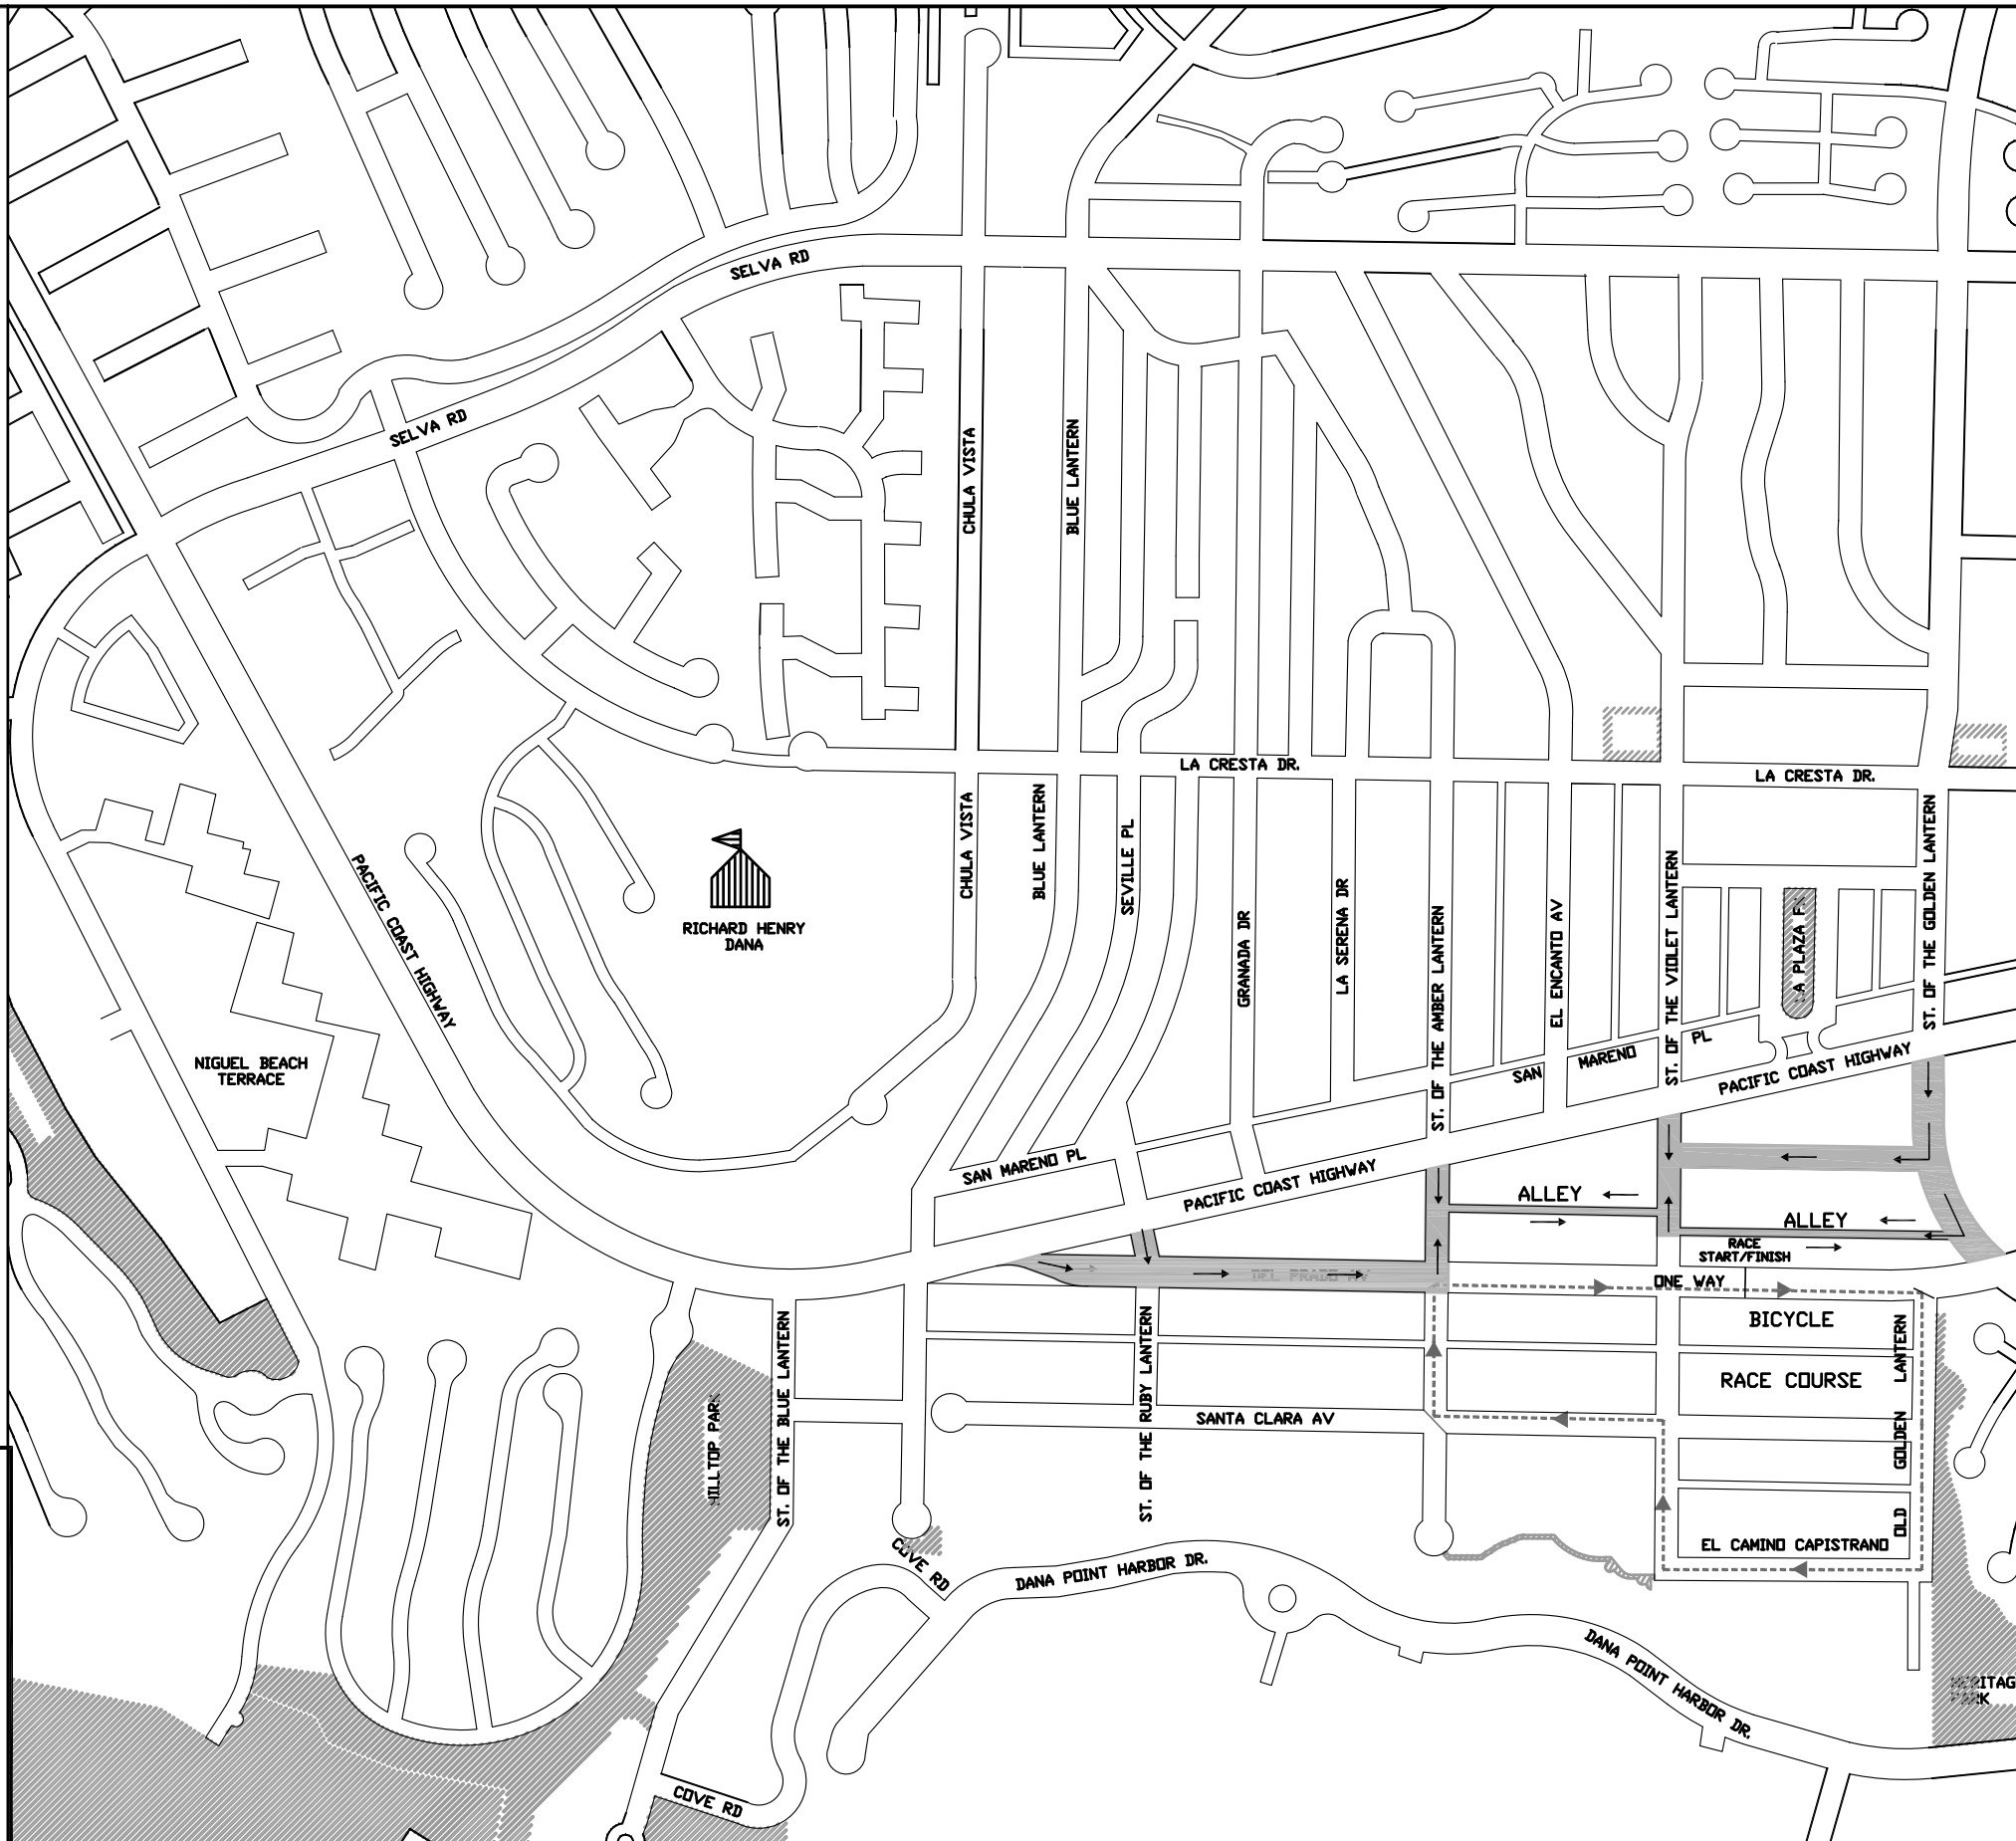 SELVA RD
SELVA RD
CHULA VISTA
BLUE LANTERN
LA CRESTA DR.
LA CRESTA DR.
CHULA VISTA
BLUE LANTERN
SEVILLE PL
GRANADA DR
LA SERENA DR
ST. OF THE AMBER LANTERN
EL ENCANTO AV
ST. OF THE VIOLET LANTERN
LA PLAZA
ST. OF THE GOLDEN LANTERN
PACIFIC COAST HIGHWAY
RICHARD HENRY
DANA
NIGUEL BEACH
TERRACE
SAN MARENO PL
PACIFIC COAST HIGHWAY
SAN MARENO PL
PACIFIC COAST HIGHWAY
ALLEY
ALLEY
RACE
START/FINISH
DEL PRADO AV
ONE WAY
BICYCLE
RACE COURSE
OLD GOLDEN LANTERN
HILLTOP PARK
ST. OF THE BLUE LANTERN
ST. OF THE RUBY LANTERN
SANTA CLARA AV
EL CAMINO CAPISTRANO
COVE RD
DANA POINT HARBOR DR.
DANA POINT HARBOR DR.
COVE RD